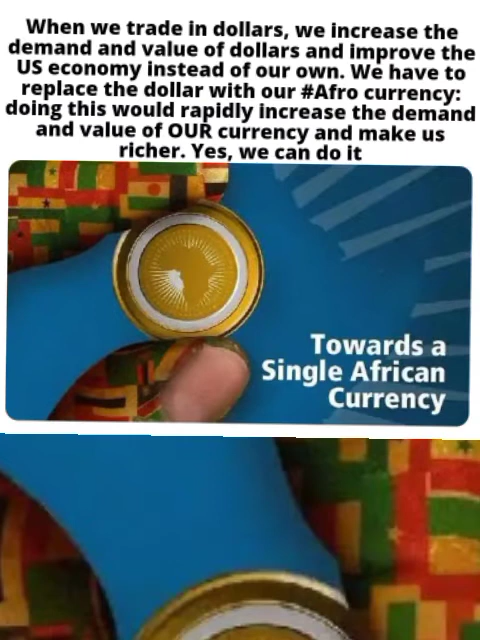 When we trade in dollars, we increase the
demand and value of dollars and improve the
US economy instead of our own. We have to
replace the dollar with our #Afro currency:
doing this would rapidly increase the demand
and value of OUR currency and make us
richer. Yes, we can do it
Towards a
Single African
Currency